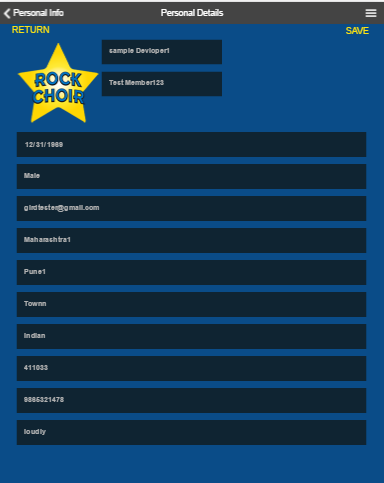 Personal Info
Personal Details
RETURN
SAVE
sample Devloper1
ROCK
CHOIR
Test Member123
12/31/1969
Male
girdtester@gmail.com
Maharashtra1
Pune1
Townn
Indian
411033
9865321478
loudly